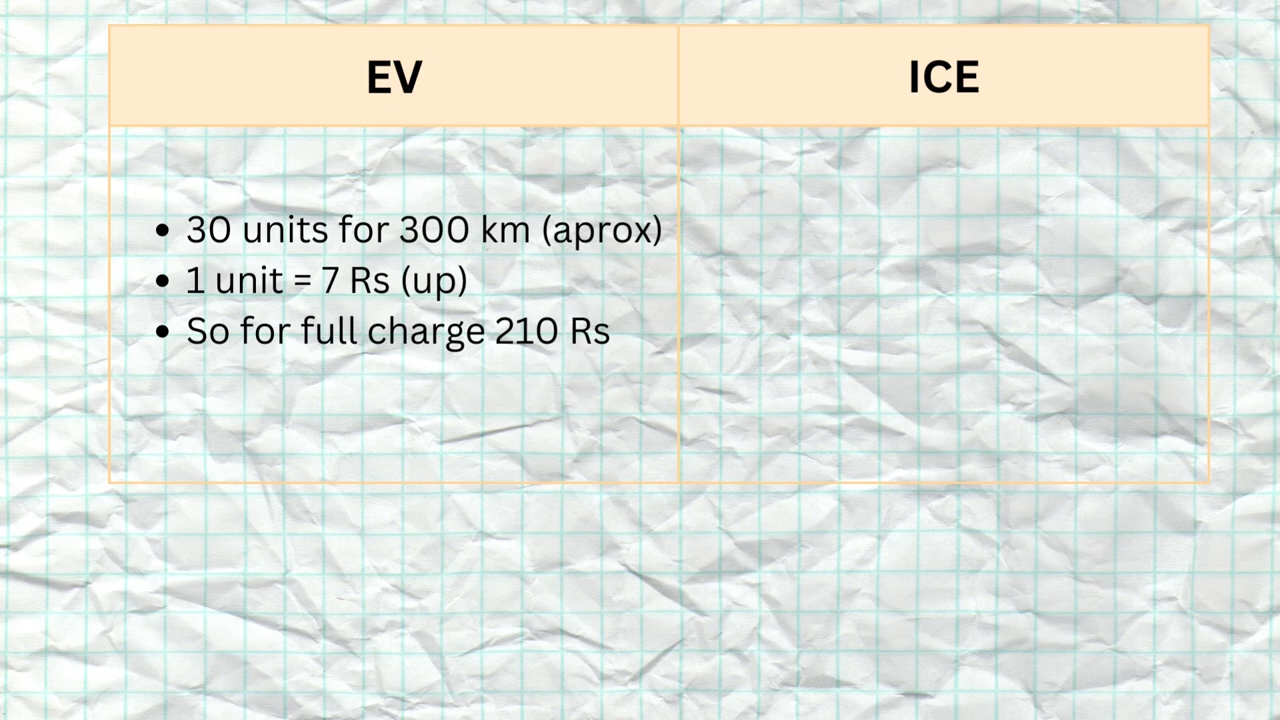 EV
ICE
• 30 units for 300 km (aprox)
• 1 unit = 7 Rs (up)
• So for full charge 210 Rs